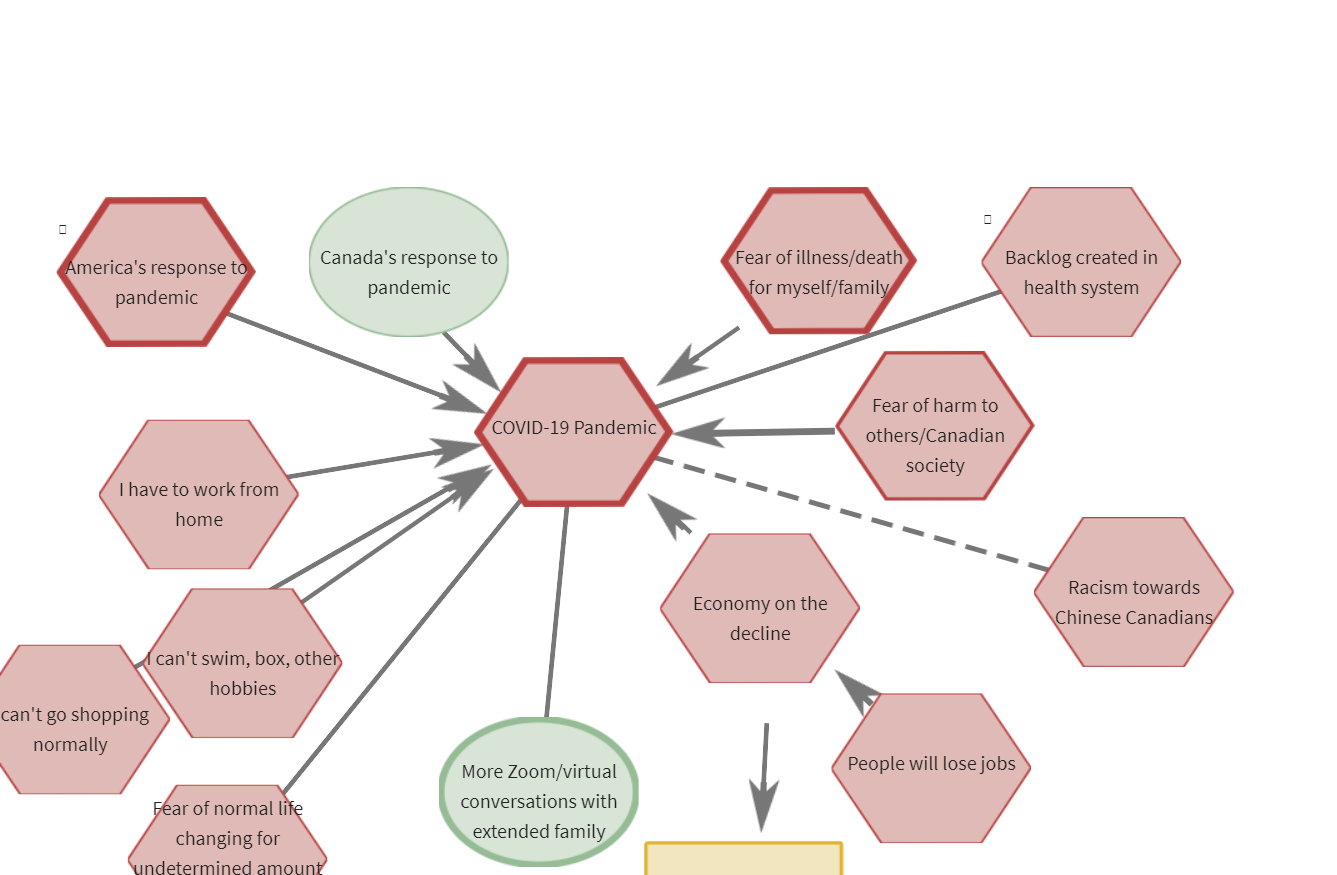 America's response to
pandemic
Canada's response to
pandemic
Fear of illness/death
for myself/family
Backlog created in
health system
COVID-19 Pandemic
Fear of harm to
others/Canadian
society
I have to work from
home
Economy on the
decline
Racism towards
Chinese Canadians
I can't swim, box, other
hobbies
can't go shopping
normally
More Zoom/virtual
conversations with
extended family
People will lose jobs
Fear of normal life
changing for
undetermined amount